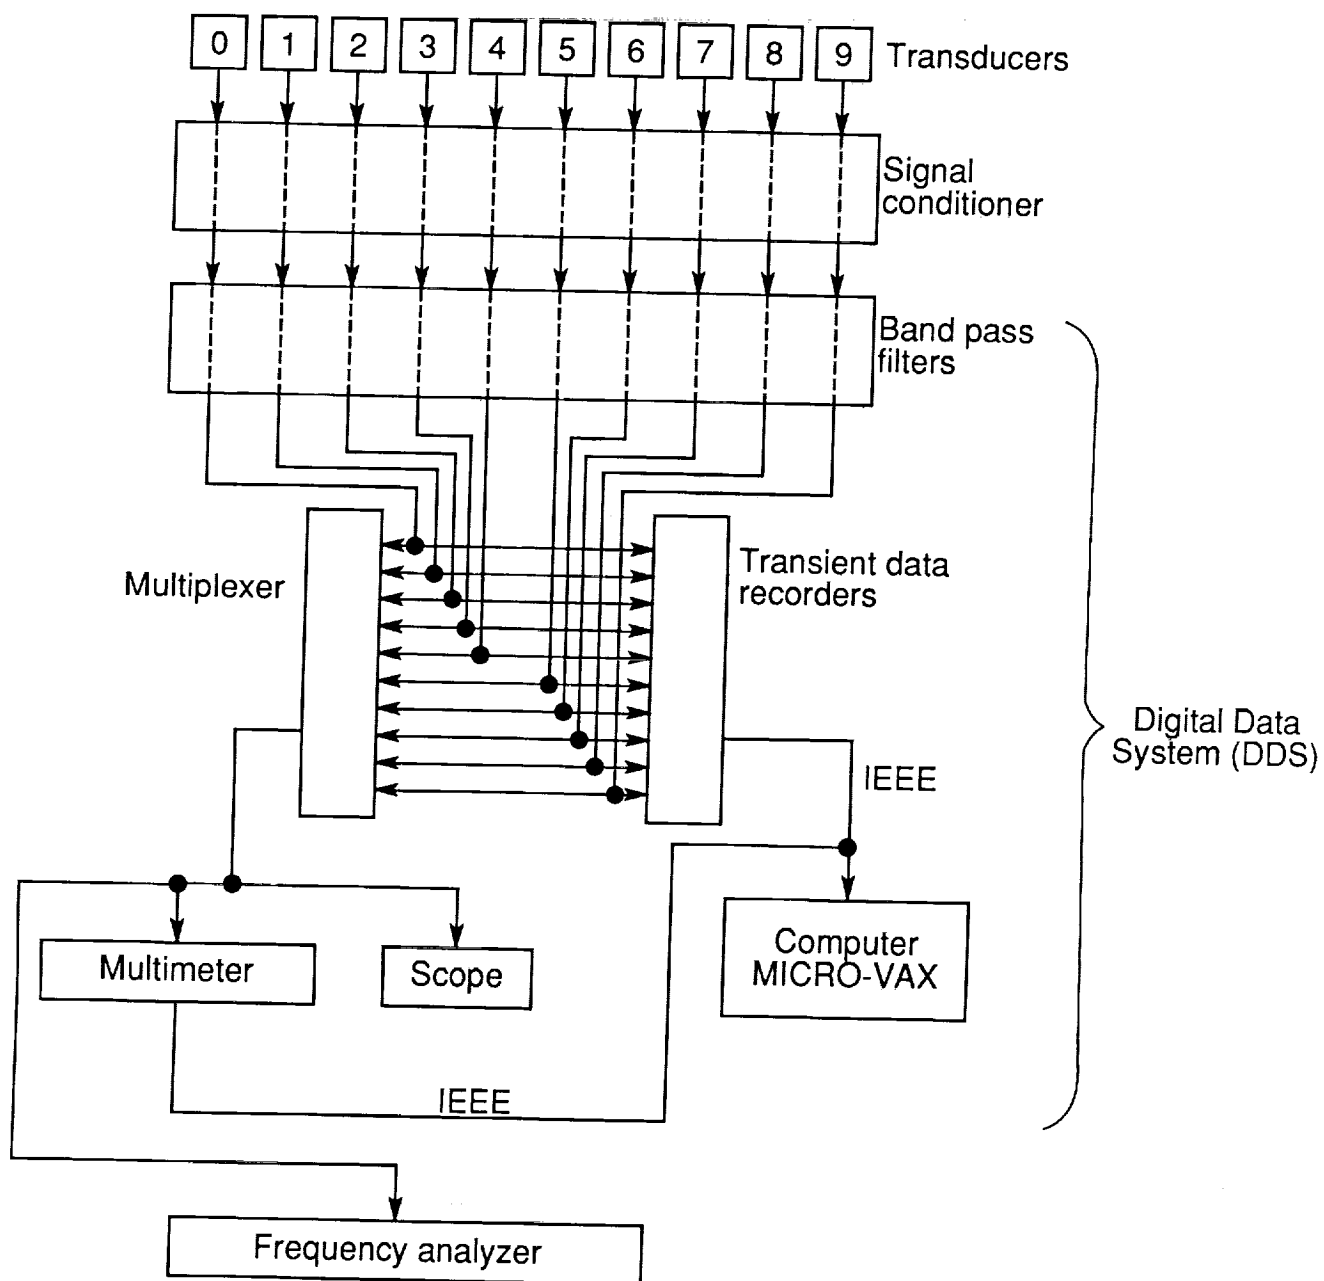 0 1 2 3 4 5 6 7 8 9 Transducers
Signal
conditioner
Band pass
filters
Multiplexer
Transient data
recorders
Digital Data
System (DDS)
IEEE
Computer
MICRO-VAX
Multimeter
Scope
IEEE
Frequency analyzer